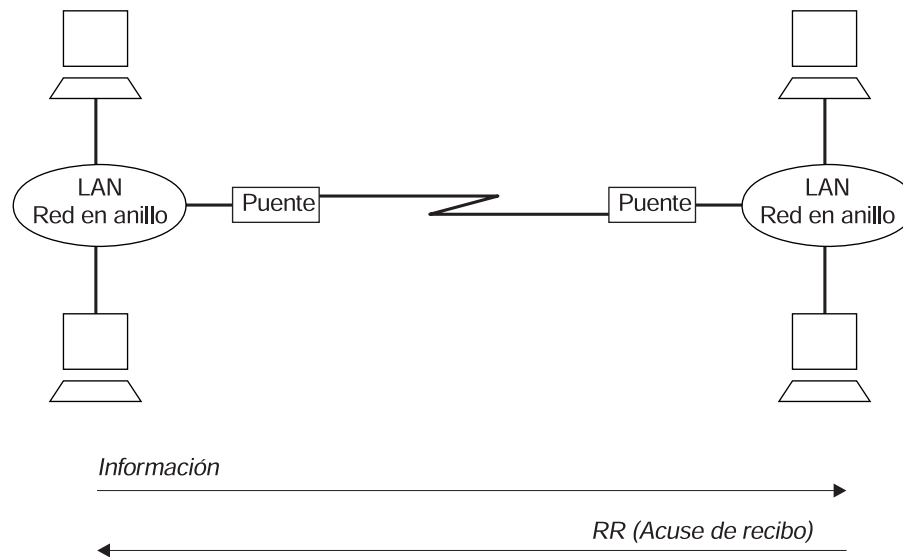 LAN
Red en anillo
Puente
Puente
LAN
Red en anillo
Información
RR (Acuse de recibo)